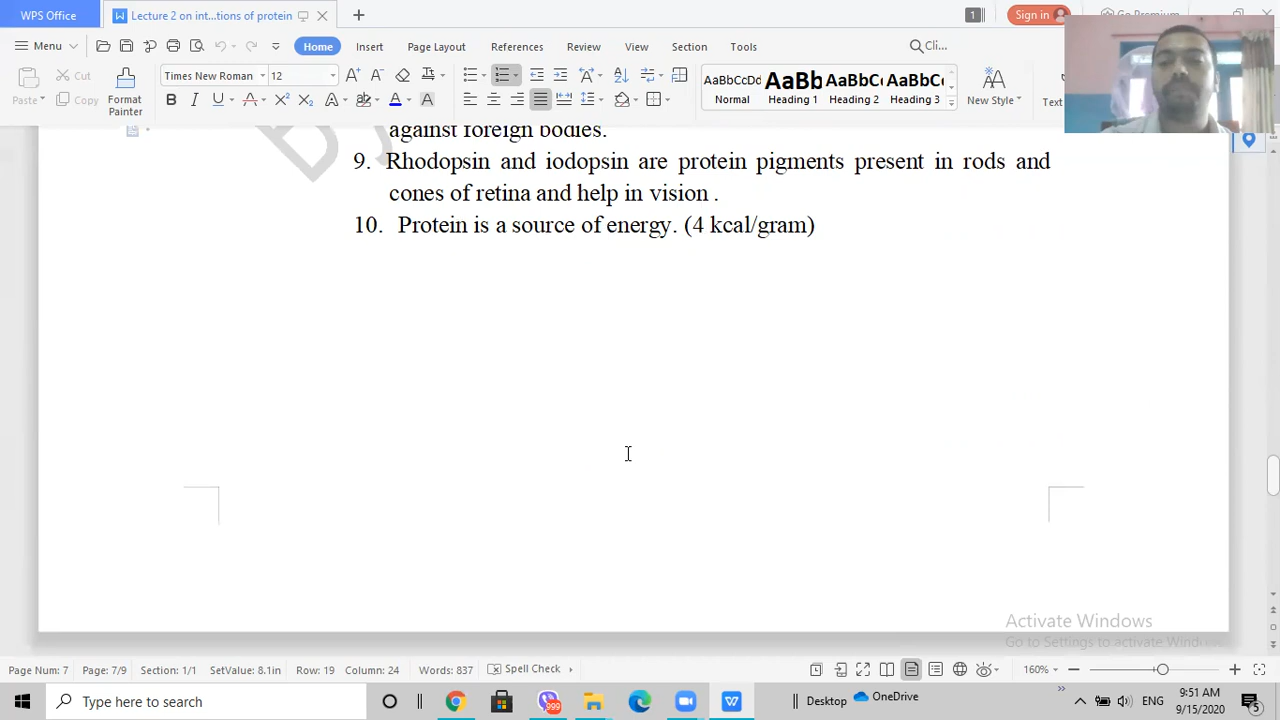 WPS Office
Lecture 2 on int...tions of protein
1
Sign in
Go Premium
Menu
Home
Insert
Page Layout
References
Review
View
Section
Tools
Cli...
Paste
Cut
Copy
Format
Painter
Times New Roman
12
AaBbCcDd
Normal
AaBb
Heading 1
AaBbC
Heading 2
AaBbC
Heading 3
New Style
Text
against foreign bodies.
9. Rhodopsin and iodopsin are protein pigments present in rods and
cones of retina and help in vision .
10. Protein is a source of energy. (4 kcal/gram)
Activate Windows
Go to Settings to activate Windows.
Page Num: 7
Page: 7/9
Section: 1/1
SetValue: 8.1in
Row: 19
Column: 24
Words: 837
Spell Check
160%
Type here to search
999
Desktop
OneDrive
ENG
9:51 AM
9/15/2020
5